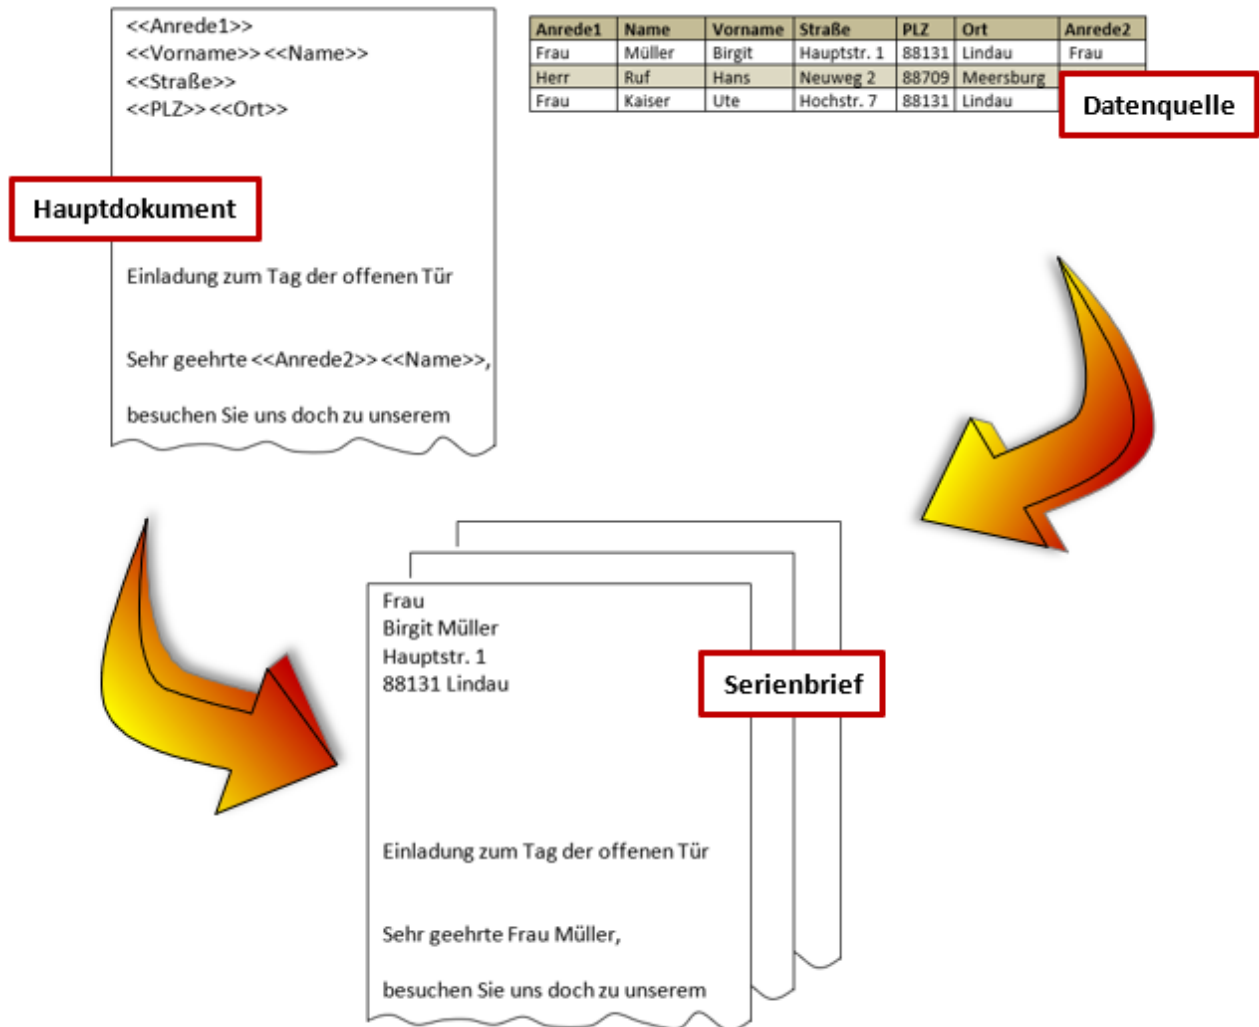 <<Anrede1>>
<<Vorname>> <<Name>>
<<Straße>>
<<PLZ>> <<Ort>>
Hauptdokument
Einladung zum Tag der offenen Tür
Sehr geehrte <<Anrede2>> <<Name>>,
besuchen Sie uns doch zu unserem
Anrede1 Name Vorname Straße PLZ Ort Anrede2
Frau Müller Birgit Hauptstr. 1 88131 Lindau Frau
Herr Ruf Hans Neuweg 2 88709 Meersburg
Frau Kaiser Ute Hochstr. 7 88131 Lindau
Datenquelle
Frau
Birgit Müller
Hauptstr. 1
88131 Lindau
Serienbrief
Einladung zum Tag der offenen Tür
Sehr geehrte Frau Müller,
besuchen Sie uns doch zu unserem